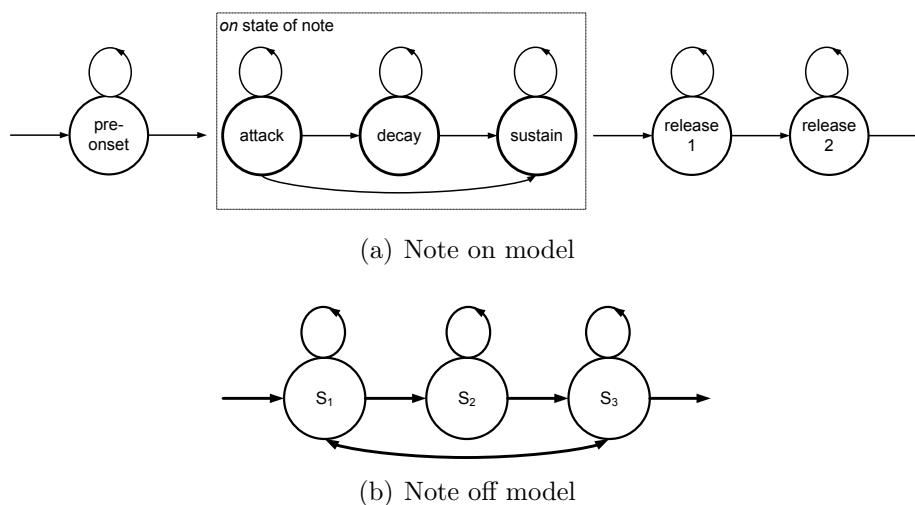 on state of note
pre-
onset
attack
decay
sustain
release
1
release
2
(a) Note on model
S₁
S₂
S₃
(b) Note off model